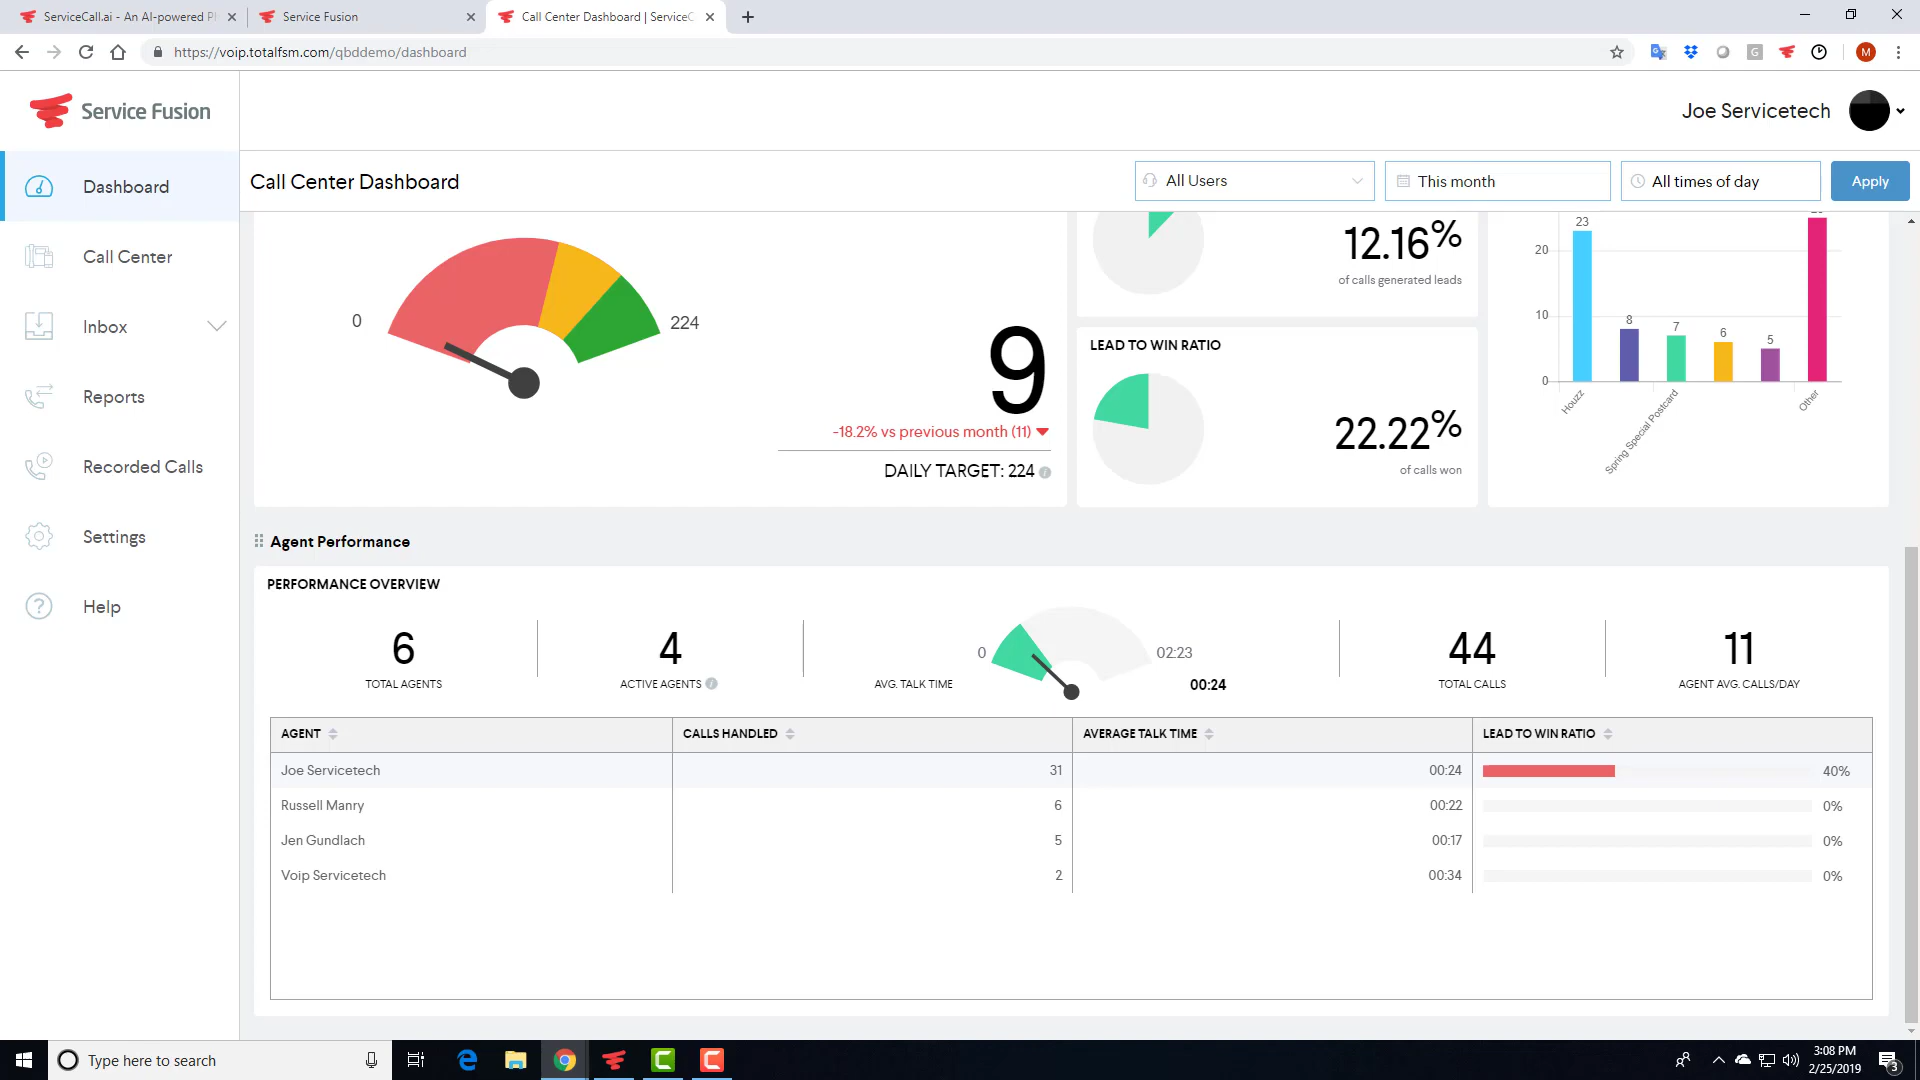 ServiceCall.ai - An AI-powered Pl
Service Fusion
Call Center Dashboard | ServiceC
https://voip.totalfsm.com/qbddemo/dashboard
G
M
Service Fusion
Joe Servicetech
Dashboard
Call Center
Inbox
Reports
Recorded Calls
Settings
Help
Call Center Dashboard
All Users
This month
All times of day
Apply
0
224
9
-18.2% vs previous month (11)
DAILY TARGET: 224
12.16%
of calls generated leads
LEAD TO WIN RATIO
22.22%
of calls won
20
10
0
23
8
7
6
5
Houzz
Spring Special Postcard
Other
Agent Performance
PERFORMANCE OVERVIEW
6
TOTAL AGENTS
4
ACTIVE AGENTS
AVG. TALK TIME
0
02:23
00:24
44
TOTAL CALLS
11
AGENT AVG. CALLS/DAY
AGENT CALLS HANDLED AVERAGE TALK TIME LEAD TO WIN RATIO
Joe Servicetech 31 00:24 40%
Russell Manry 6 00:22 0%
Jen Gundlach 5 00:17 0%
Voip Servicetech 2 00:34 0%
Type here to search
3:08 PM
2/25/2019
3